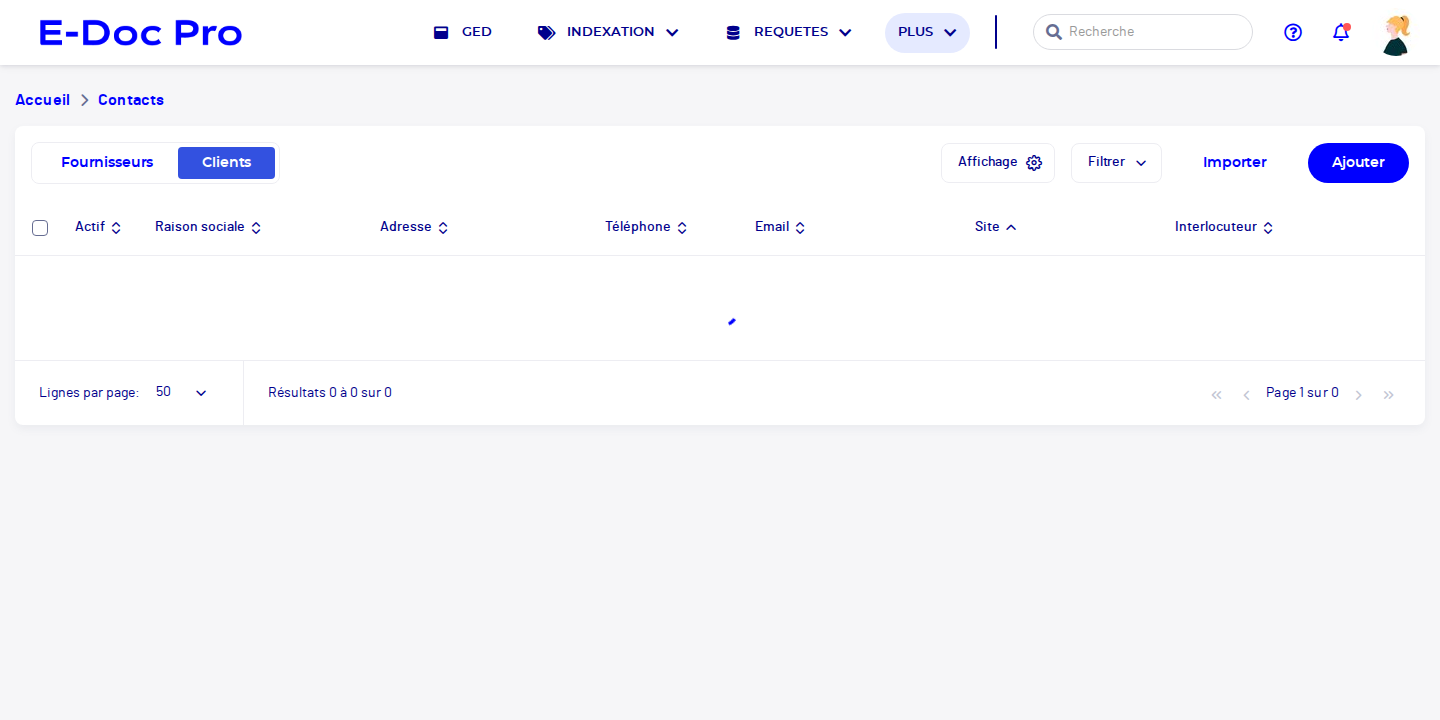 E-Doc Pro
GED
INDEXATION
REQUETES
PLUS
Recherche
Accueil
Contacts
Fournisseurs
Clients
Affichage
Filtrer
Importer
Ajouter
Actif
Raison sociale
Adresse
Téléphone
Email
Site
Interlocuteur
Lignes par page:
50
Résultats 0 à 0 sur 0
Page 1 sur 0